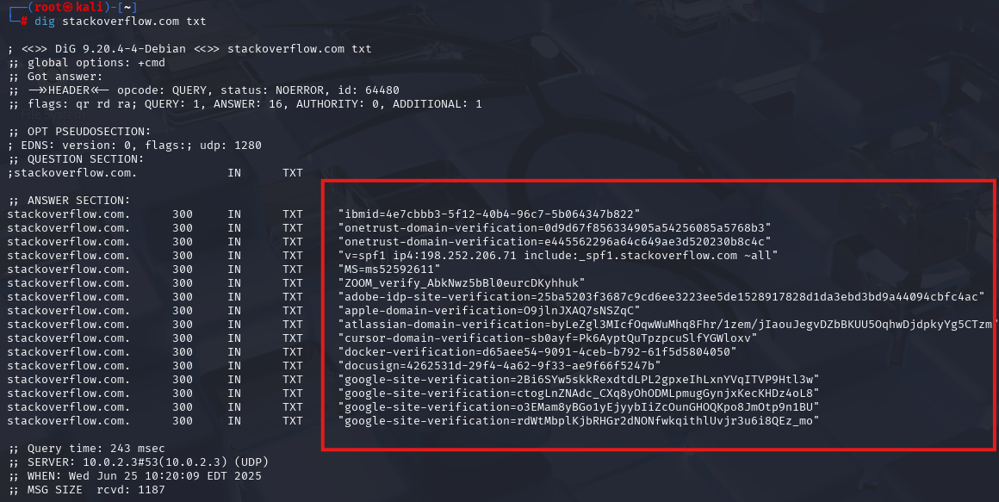 ┌──(root㉿kali)-[~]
└─# dig stackoverflow.com txt
; <<>> DiG 9.20.4-4-Debian <<>> stackoverflow.com txt
;; global options: +cmd
;; Got answer:
;; ->>HEADER<<- opcode: QUERY, status: NOERROR, id: 64480
;; flags: qr rd ra; QUERY: 1, ANSWER: 16, AUTHORITY: 0, ADDITIONAL: 1
;; OPT PSEUDOSECTION:
; EDNS: version: 0, flags:; udp: 1280
;; QUESTION SECTION:
;stackoverflow.com. IN TXT
;; ANSWER SECTION:
stackoverflow.com. 300 IN TXT "ibmid=4e7cbbb3-5f12-40b4-96c7-5b064347b822"
stackoverflow.com. 300 IN TXT "onetrust-domain-verification=0d9d67f856334905a54256085a5768b3"
stackoverflow.com. 300 IN TXT "onetrust-domain-verification=e445562296a64c649ae3d520230b8c4c"
stackoverflow.com. 300 IN TXT "v=spf1 ip4:198.252.206.71 include:_spf1.stackoverflow.com ~all"
stackoverflow.com. 300 IN TXT "MS=ms52592611"
stackoverflow.com. 300 IN TXT "ZOOM_verify_AbkNwz5bBl0eurcDKyhhuk"
stackoverflow.com. 300 IN TXT "adobe-idp-site-verification=25ba5203f3687c9cd6ee3223ee5de1528917828d1da3ebd3bd9a44094cbfc4ac"
stackoverflow.com. 300 IN TXT "apple-domain-verification=O9jlnJXAQ7sNSZqC"
stackoverflow.com. 300 IN TXT "atlassian-domain-verification=byLeZgl3MIcfOqwWuMhq8Fhr/1zem/jIaouJegvDZbBKUU5OqhwDjdpkyYg5CTzm"
stackoverflow.com. 300 IN TXT "cursor-domain-verification-sb0ayf=Pk6AyptQuTpzpcuSlfYGWloxv"
stackoverflow.com. 300 IN TXT "docker-verification=d65aee54-9091-4ceb-b792-61f5d5804050"
stackoverflow.com. 300 IN TXT "docusign=4262531d-29f4-4a62-9f33-ae9f66f5247b"
stackoverflow.com. 300 IN TXT "google-site-verification=2Bi6SYw5skkRexdtdLPL2gpxeIhLxnYVqITVP9Htl3w"
stackoverflow.com. 300 IN TXT "google-site-verification=ctogLnZNAdc_CXq8yOhODMLpmugGynjxKecKHDz4oL8"
stackoverflow.com. 300 IN TXT "google-site-verification=o3EMam8yBGo1yEjyybIiZcOunGHOQKpo8JmOtp9n1BU"
stackoverflow.com. 300 IN TXT "google-site-verification=rdWtMbplKjbRHGr2dNONfwkqithlUvjr3u6i8QEz_mo"
;; Query time: 243 msec
;; SERVER: 10.0.2.3#53(10.0.2.3) (UDP)
;; WHEN: Wed Jun 25 10:20:09 EDT 2025
;; MSG SIZE rcvd: 1187